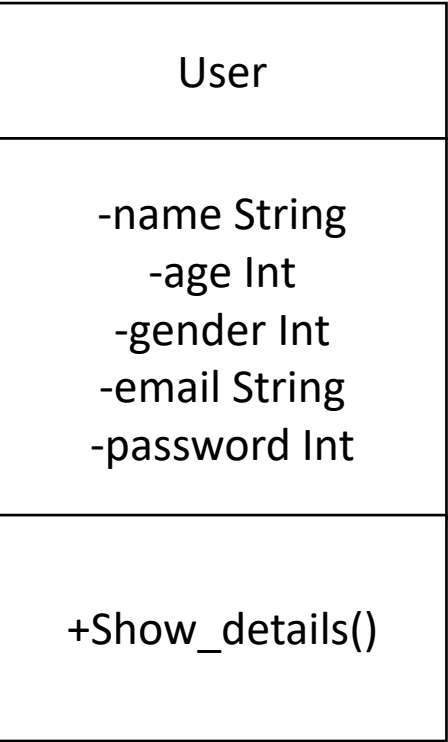 User
-name String
-age Int
-gender Int
-email String
-password Int
+Show_details()